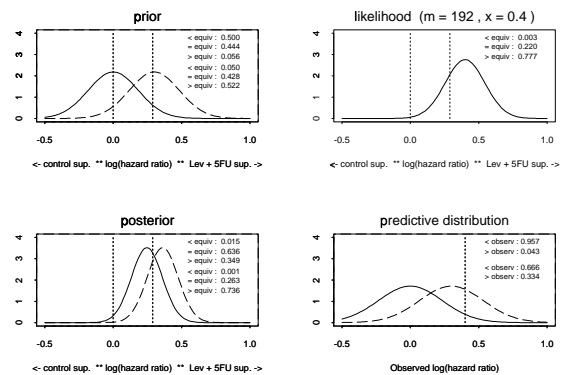 prior
4
3
2
1
0
< equiv : 0.500
= equiv : 0.444
> equiv : 0.056
< equiv : 0.050
= equiv : 0.428
> equiv : 0.522
-0.5 0.0 0.5 1.0
<- control sup. ** log(hazard ratio) ** Lev + 5FU sup. ->
likelihood (m = 192 , x = 0.4 )
4
3
2
1
0
< equiv : 0.003
= equiv : 0.220
> equiv : 0.777
-0.5 0.0 0.5 1.0
<- control sup. ** log(hazard ratio) ** Lev + 5FU sup. ->
posterior
4
3
2
1
0
< equiv : 0.015
= equiv : 0.636
> equiv : 0.349
< equiv : 0.001
= equiv : 0.263
> equiv : 0.736
-0.5 0.0 0.5 1.0
<- control sup. ** log(hazard ratio) ** Lev + 5FU sup. ->
predictive distribution
4
3
2
1
0
< observ : 0.957
> observ : 0.043
< observ : 0.666
> observ : 0.334
-0.5 0.0 0.5 1.0
Observed log(hazard ratio)